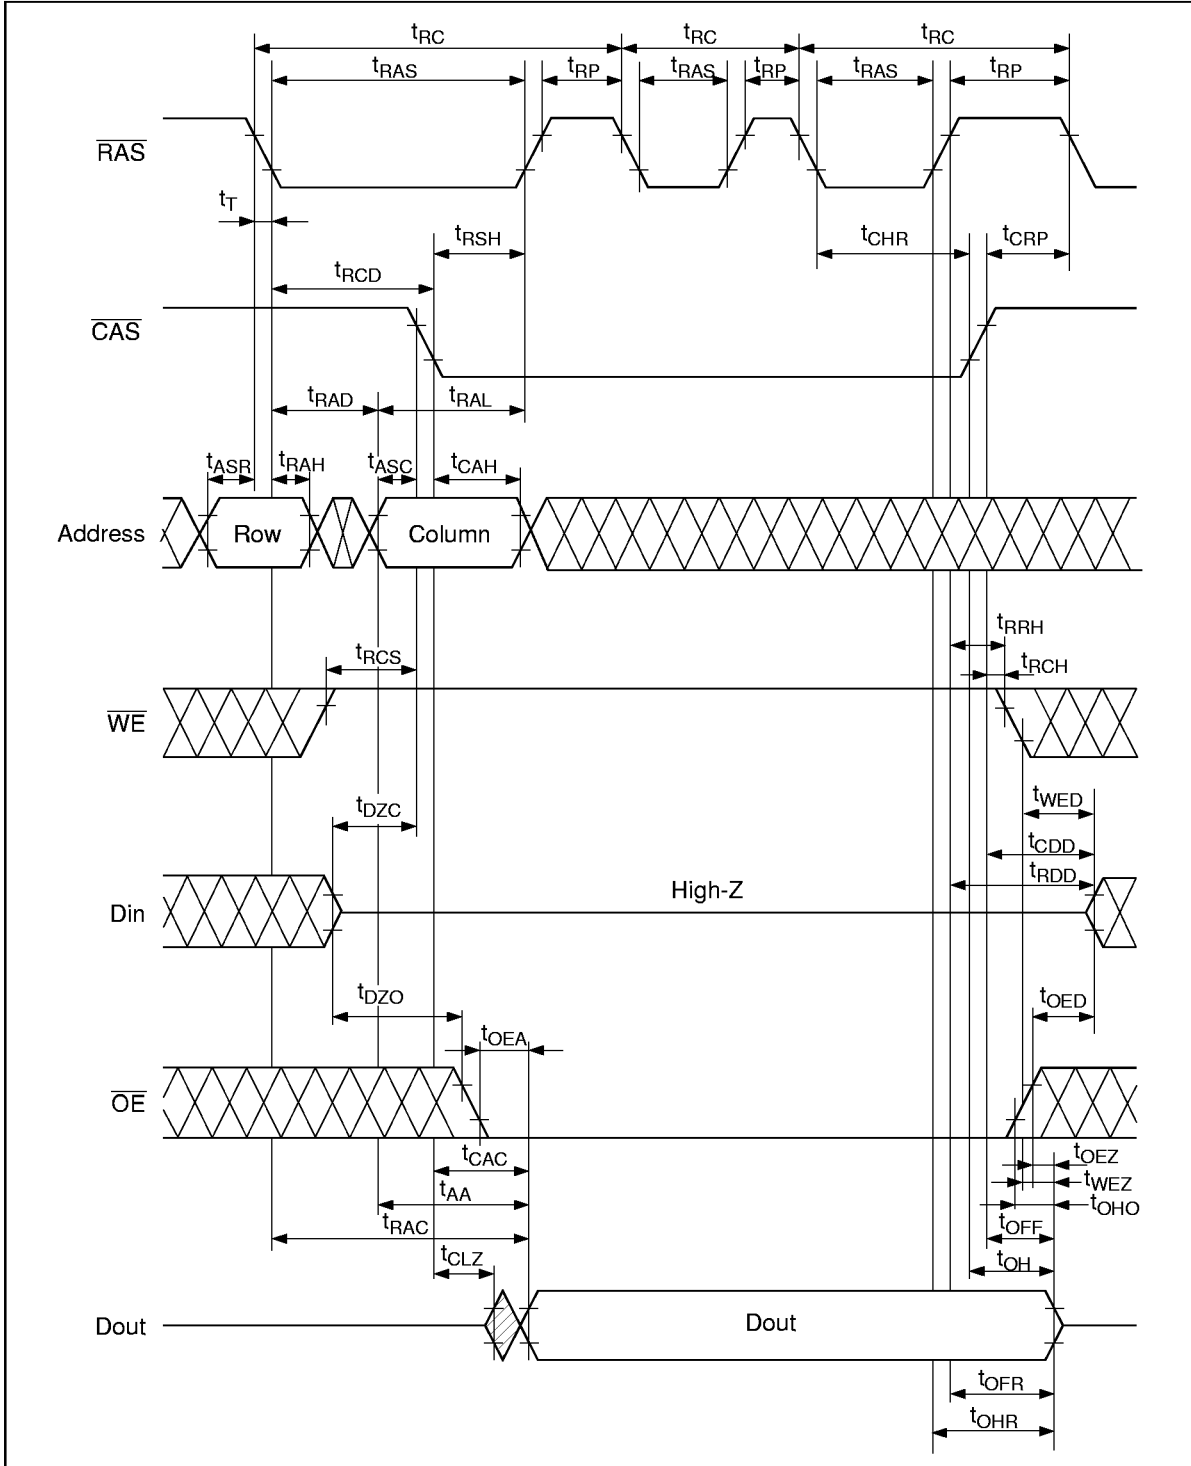 tRC tRC tRC
tRAS tRP tRAS tRP tRAS tRP
RAS
tT
tRSH tCHR tCRP
tRCD
CAS
tRAD tRAL
tASR tRAH tASC tCAH
Address Row Column
tRRH
tRCS tRCH
WE
tDZC tWED
tCDD
tRDD
High-Z
Din
tDZO tOED
tOEA
OE
tCAC tOEZ
tWEZ
tAA tOHO
tRAC tOFF
tCLZ tOH
Dout Dout
tOFR
tOHR